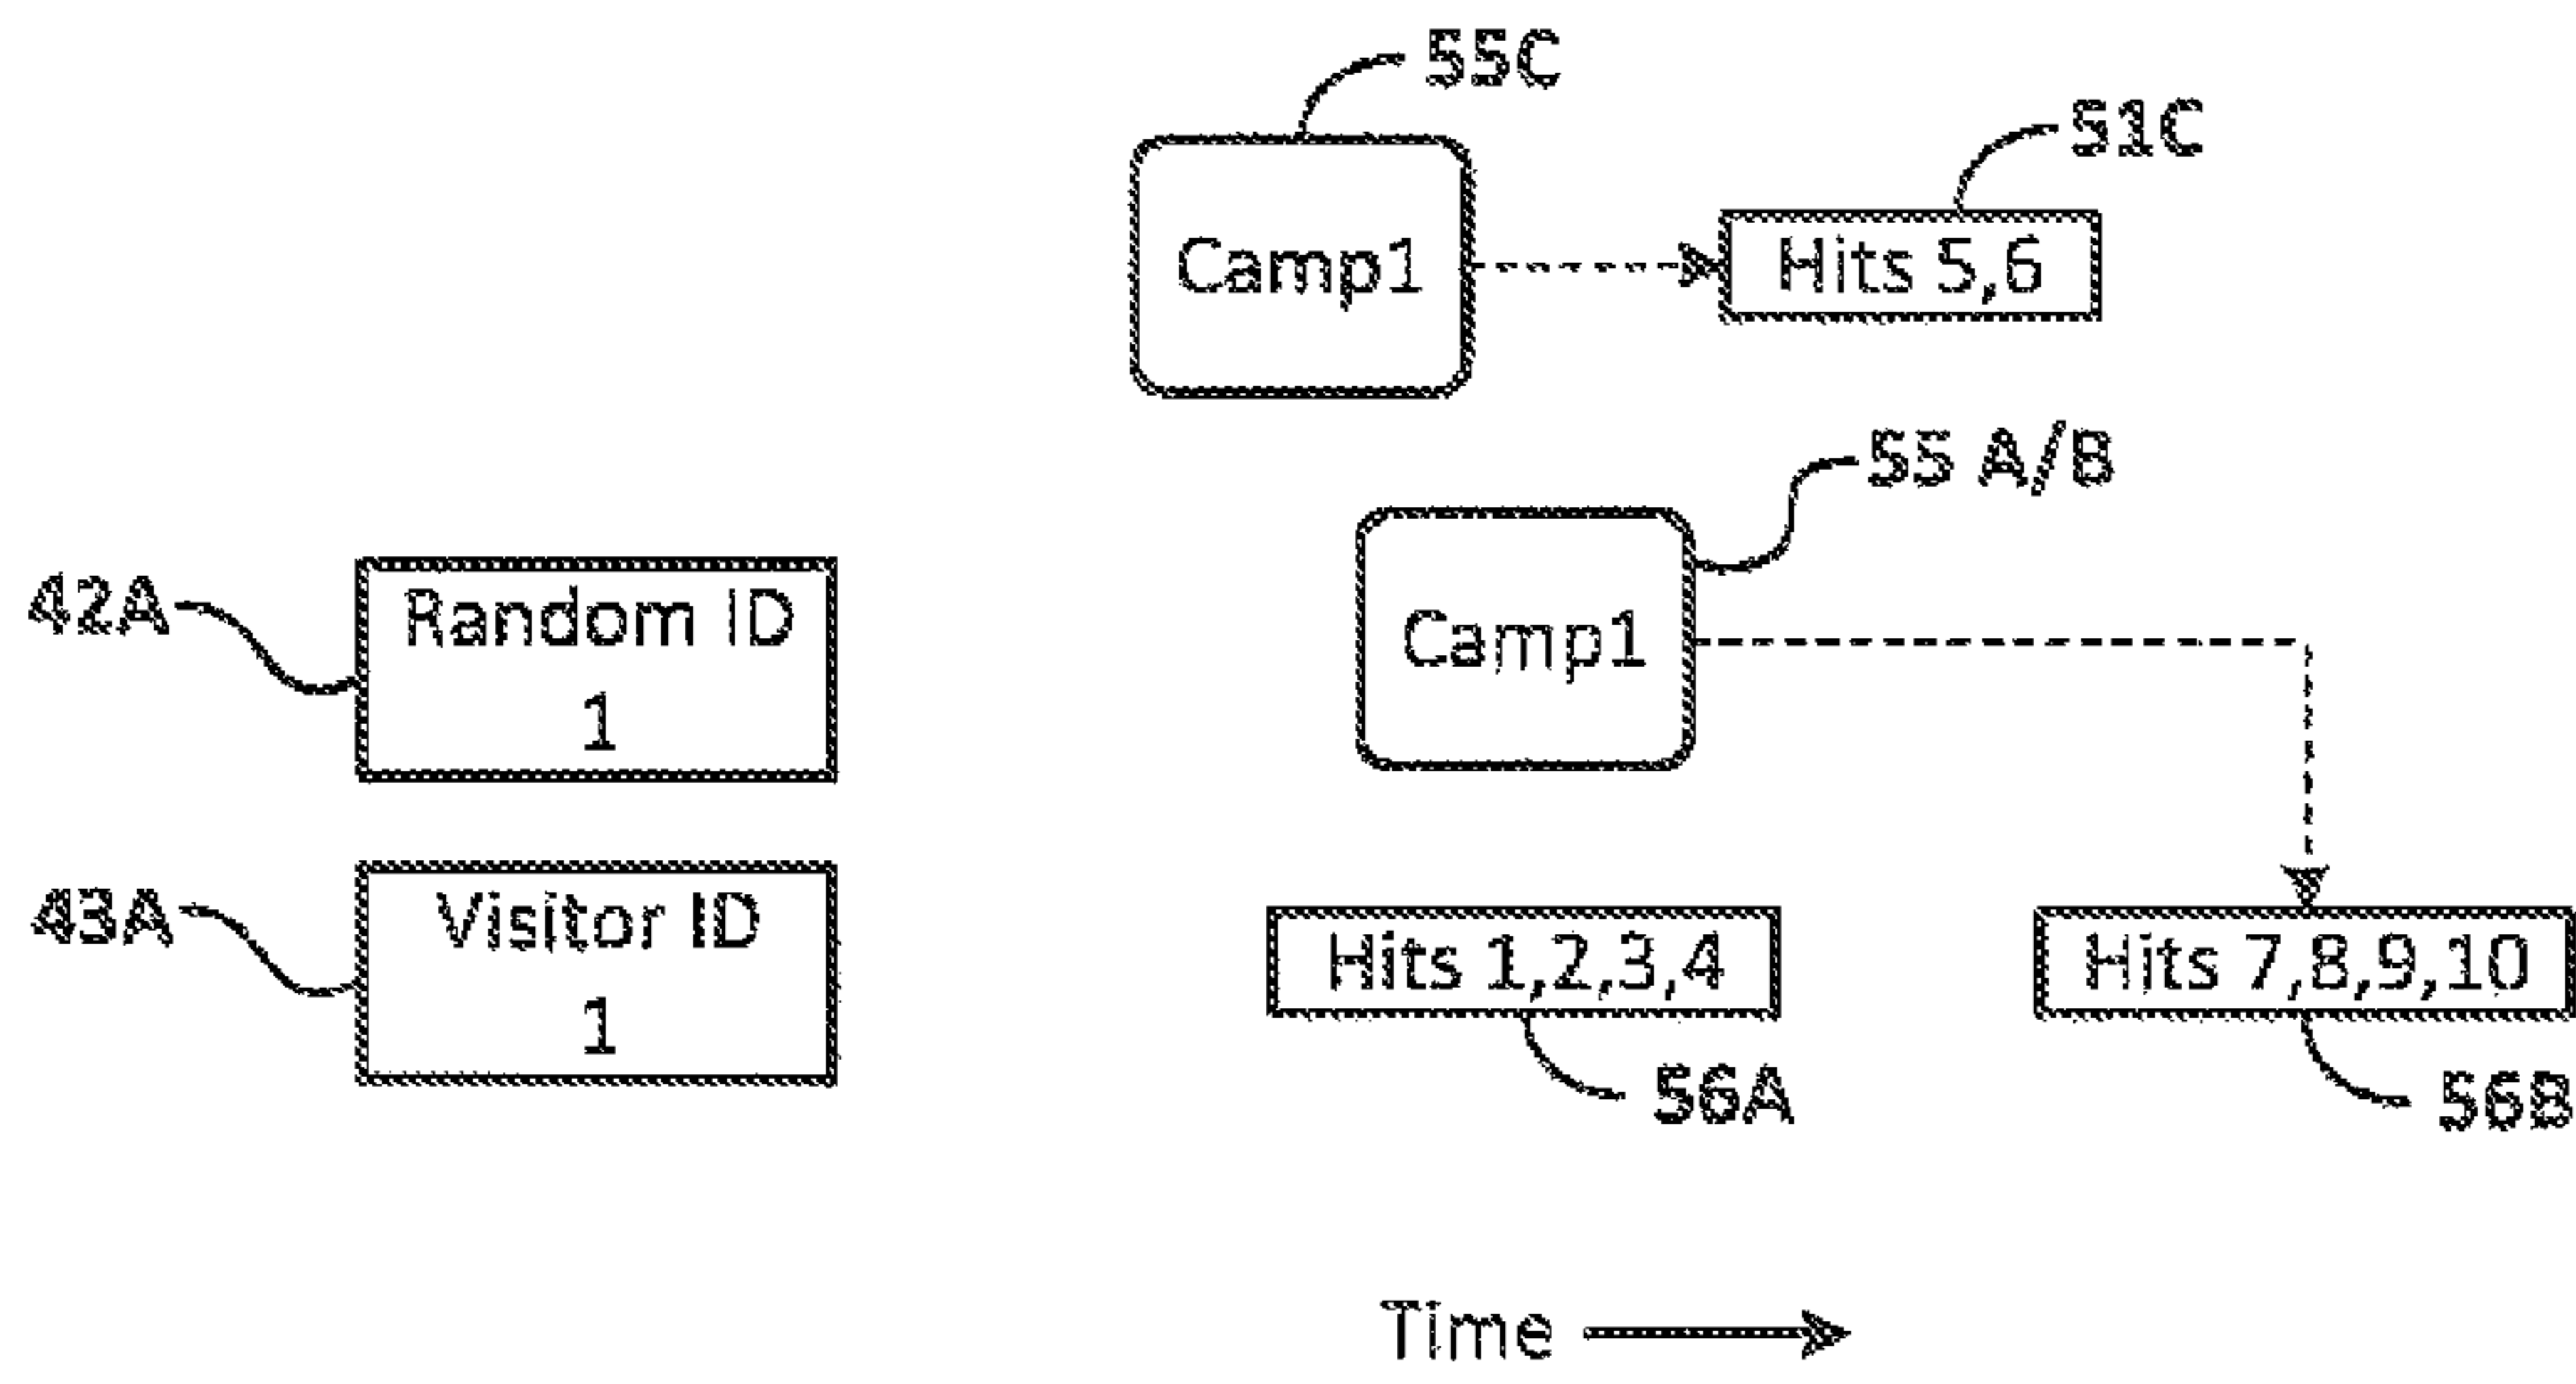 55C
51C
Camp1
Hits 5,6
55 A/B
42A
Random ID
1
Camp1
43A
Visitor ID
1
Hits 1,2,3,4
Hits 7,8,9,10
56A
56B
Time